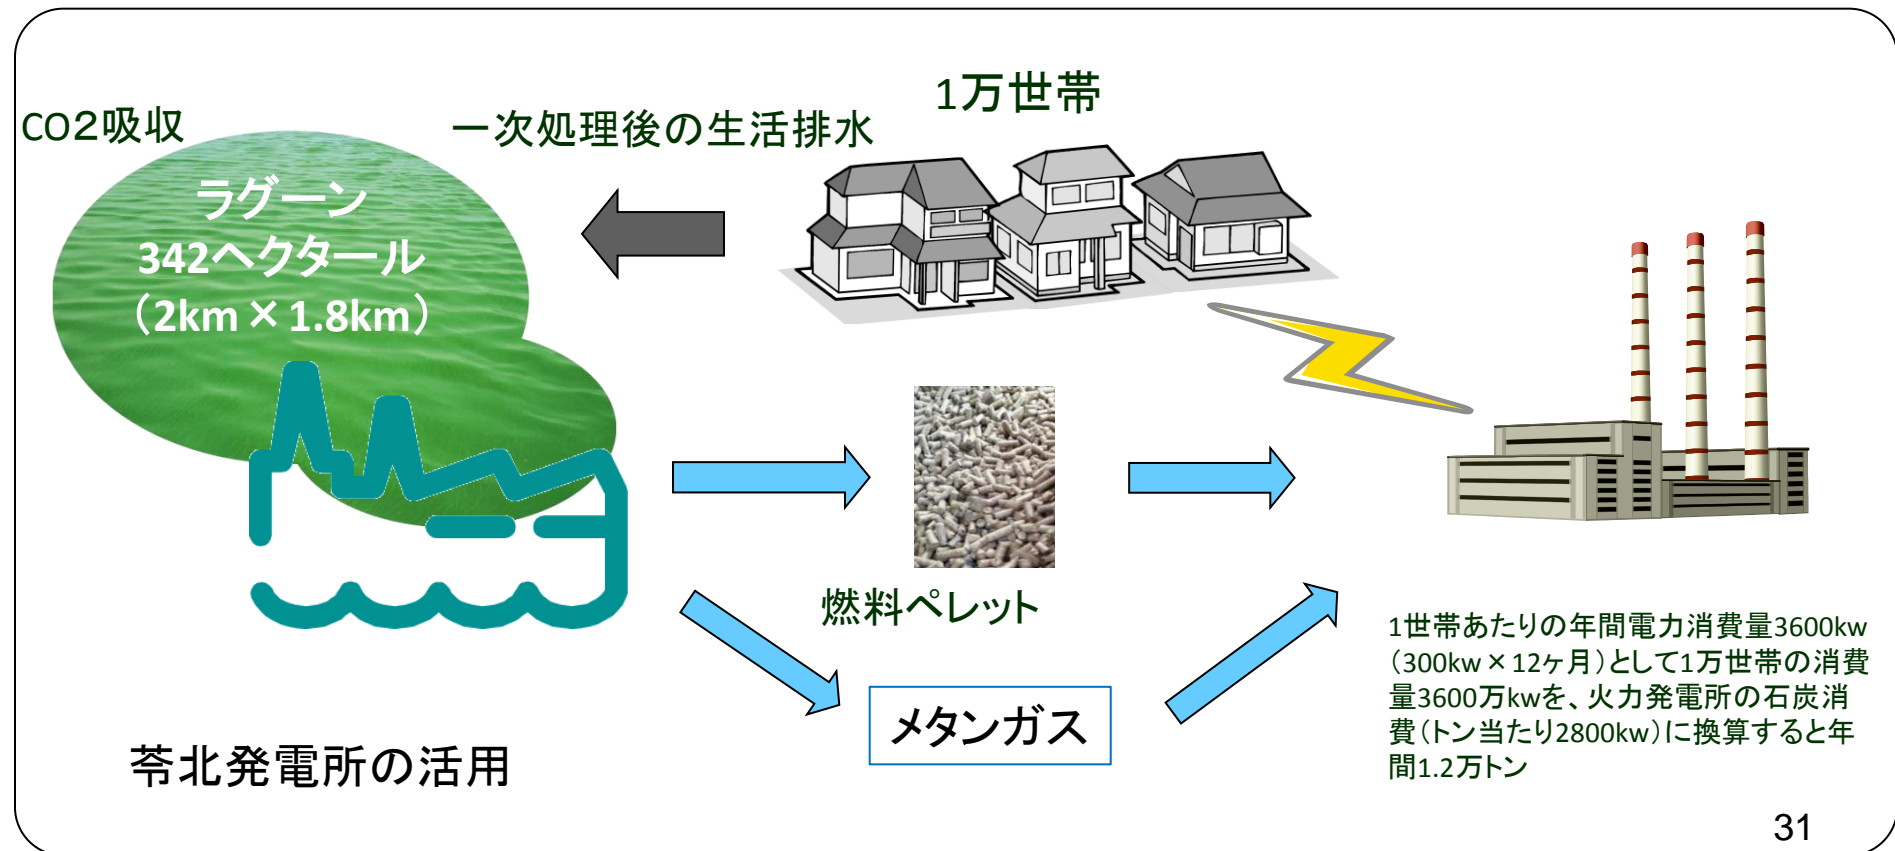 CO２吸収
一次処理後の生活排水
1万世帯
ラグーン
342ヘクタール
（2km×1.8km）
燃料ペレット
メタンガス
苓北発電所の活用
1世帯あたりの年間電力消費量3600kw
（300kw×12ヶ月）として1万世帯の消費
量3600万kwを、火力発電所の石炭消
費（トン当たり2800kw）に換算すると年
間1.2万トン
31